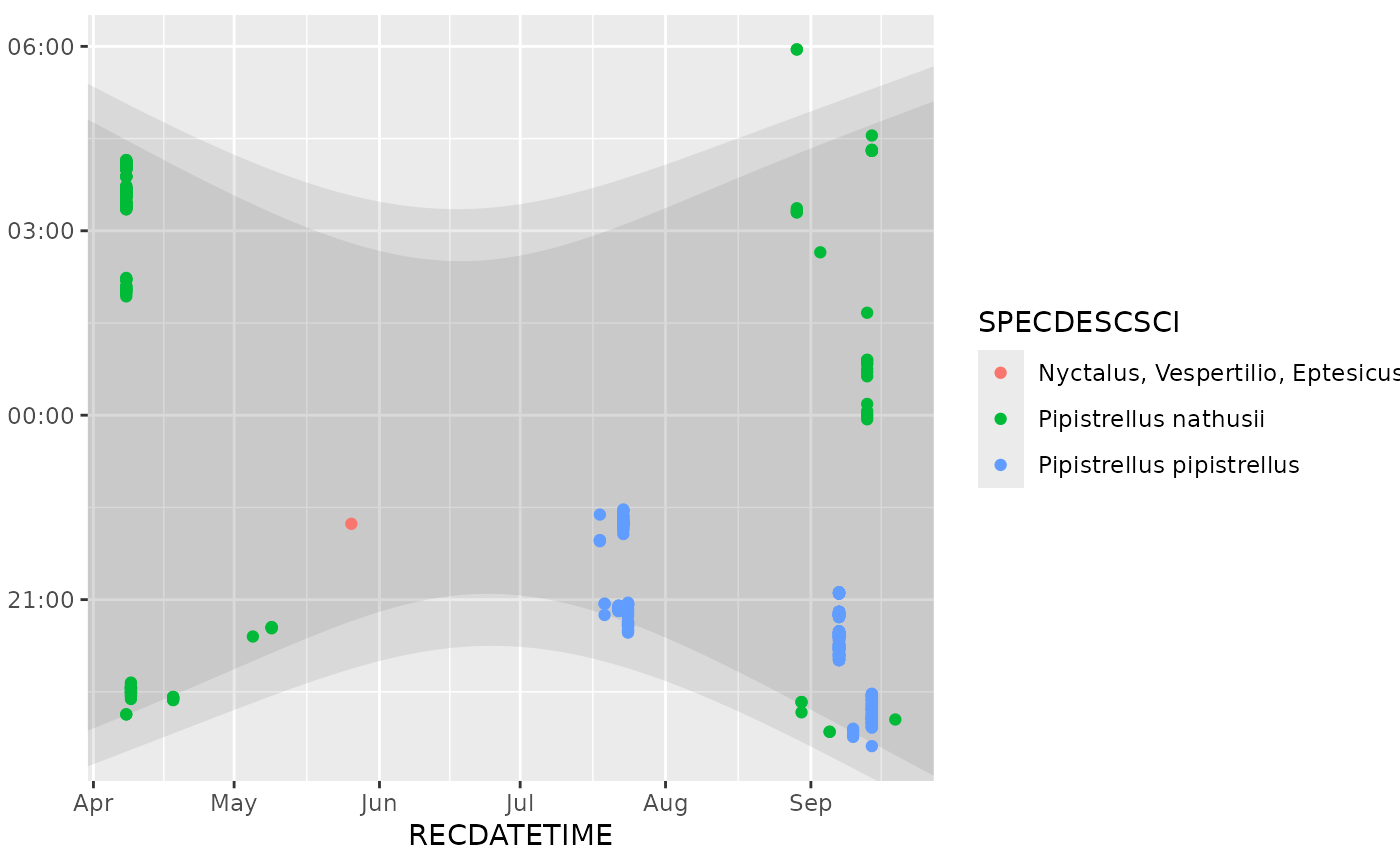 06:00
03:00
00:00
21:00
Apr May Jun Jul Aug Sep
RECDATETIME
SPECDESCSCI
Nyctalus, Vespertilio, Eptesicus
Pipistrellus nathusii
Pipistrellus pipistrellus